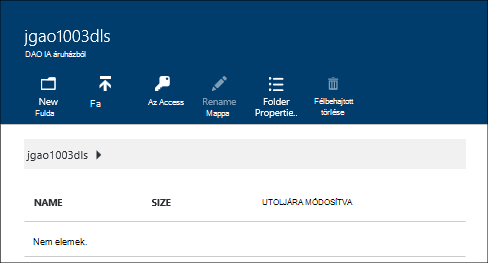 jgao1003dls
DAO IA áruházból
New
Fulda
Fa
Az Access
Rename
Mappa
Folder
Propertie..
Félbehajtott
törlése
jgao1003dls
NAME SIZE UTOLJÁRA MÓDOSÍTVA
Nem elemek.